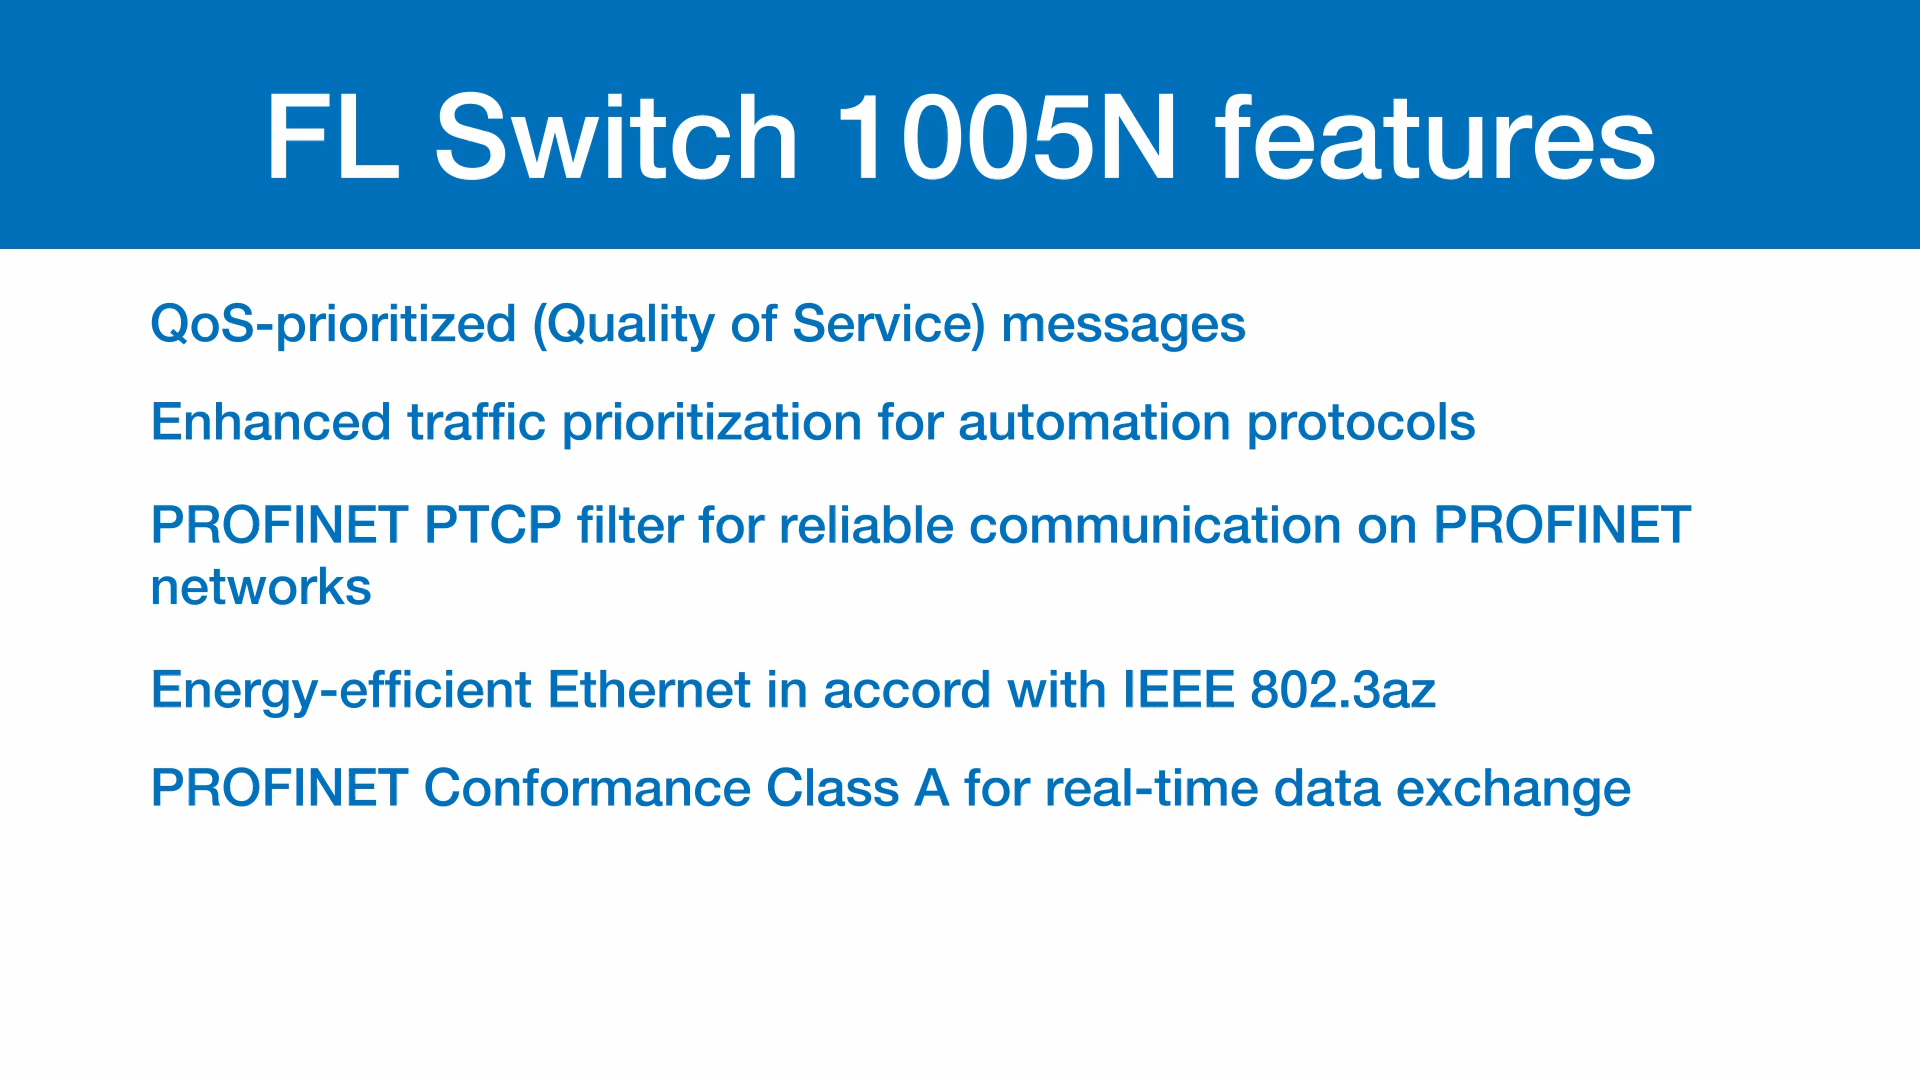 FL Switch 1005N features
QoS-prioritized (Quality of Service) messages
Enhanced traffic prioritization for automation protocols
PROFINET PTCP filter for reliable communication on PROFINET
networks
Energy-efficient Ethernet in accord with IEEE 802.3az
PROFINET Conformance Class A for real-time data exchange